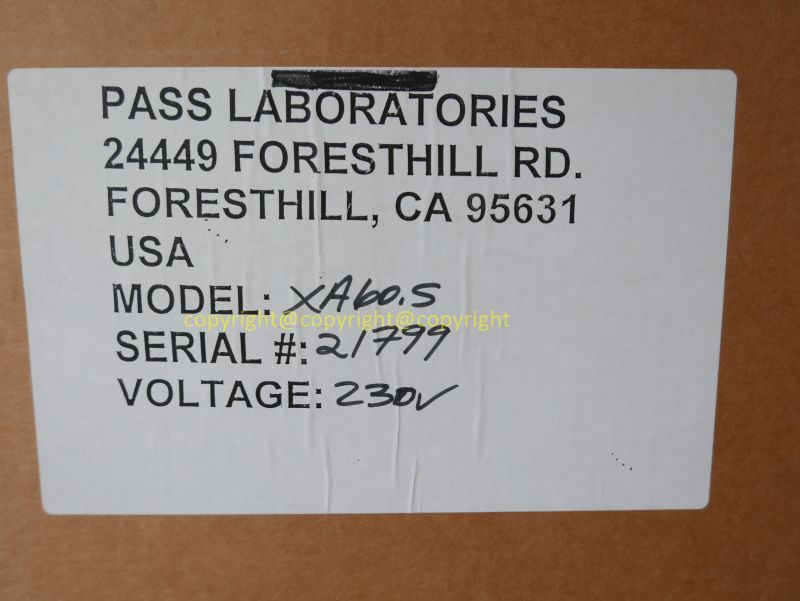 PASS LABORATORIES
24449 FORESTHILL RD.
FORESTHILL, CA 95631
USA
MODEL: XA60.5
copyright@copyright@copyright
SERIAL #: 21799
VOLTAGE: 230V